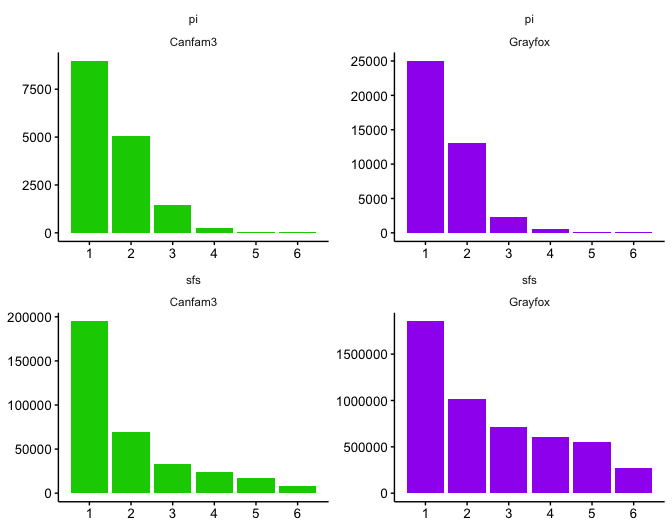 pi
Canfam3
7500
5000
2500
0
1 2 3 4 5 6
pi
Grayfox
25000
20000
15000
10000
5000
0
1 2 3 4 5 6
sfs
Canfam3
200000
150000
100000
50000
0
1 2 3 4 5 6
sfs
Grayfox
1500000
1000000
500000
0
1 2 3 4 5 6